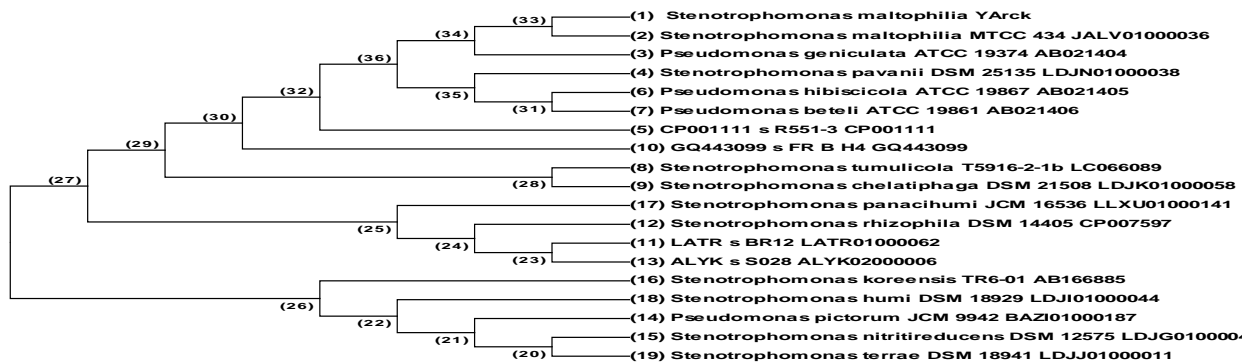 (1) Stenotrophomonas maltophilia YArck
(33)
(2) Stenotrophomonas maltophilia MTCC 434 JALV01000036
(34)
(3) Pseudomonas geniculata ATCC 19374 AB021404
(36)
(4) Stenotrophomonas pavanii DSM 25135 LDJN01000038
(35)
(6) Pseudomonas hibiscicola ATCC 19867 AB021405
(32)
(31)
(7) Pseudomonas beteli ATCC 19861 AB021406
(30)
(5) CP001111 s R551-3 CP001111
(29)
(10) GQ443099 s FR B H4 GQ443099
(8) Stenotrophomonas tumulicola T5916-2-1b LC066089
(27)
(28)
(9) Stenotrophomonas chelatiphaga DSM 21508 LDJK01000058
(17) Stenotrophomonas panacihumi JCM 16536 LLXU01000141
(25)
(12) Stenotrophomonas rhizophila DSM 14405 CP007597
(24)
(11) LATR s BR12 LATR01000062
(23)
(13) ALYK s S028 ALYK02000006
(16) Stenotrophomonas koreensis TR6-01 AB166885
(26)
(18) Stenotrophomonas humi DSM 18929 LDJI01000044
(22)
(14) Pseudomonas pictorum JCM 9942 BAZI01000187
(21)
(15) Stenotrophomonas nitritireducens DSM 12575
(20)
(19) Stenotrophomonas terrae DSM 18941 LDJJ01000011